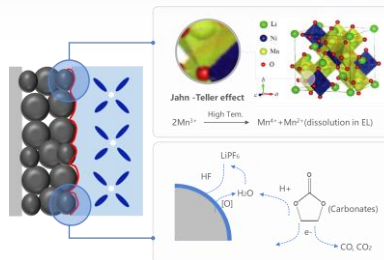 Li
Ni
Mn
O
b
c
a
Jahn -Teller effect
2Mn³⁺ High Tem. Mn⁴⁺+Mn²⁺(dissolution in EL)
LiPF₆
HF
H₂O
[O]
H+
(Carbonates)
e-
CO, CO₂